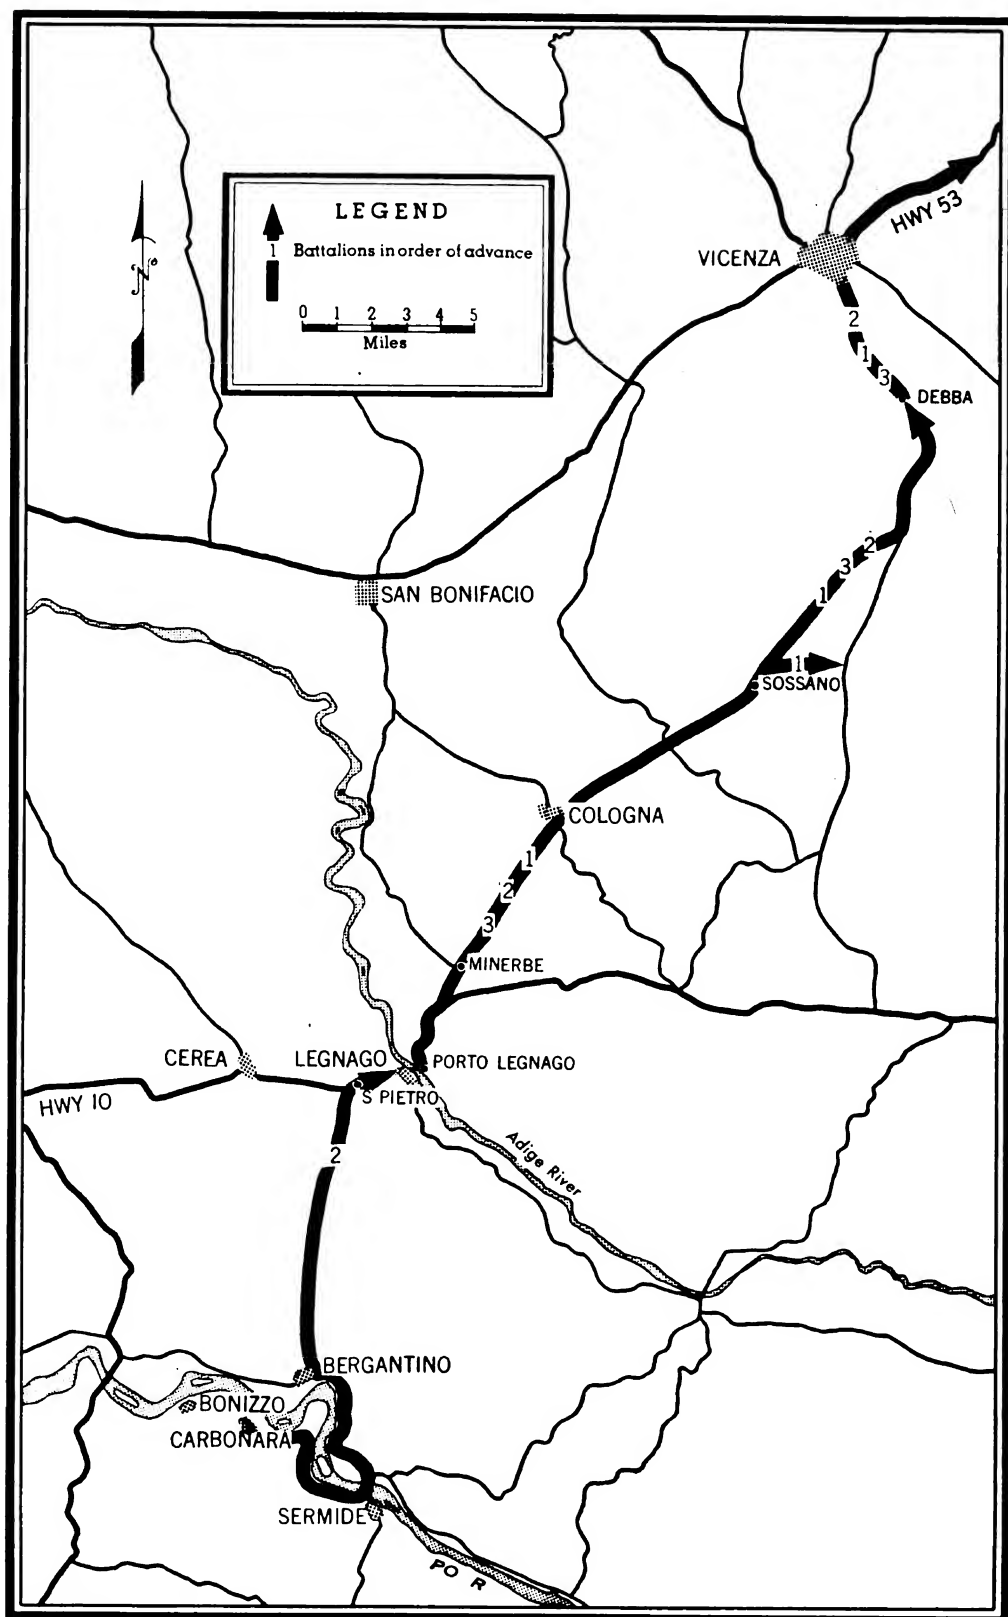 LEGEND
1 Battalions in order of advance
0 1 2 3 4 5
Miles
No
HWY 53
VICENZA
2
1
3
DEBBA
2
3
1
SAN BONIFACIO
1
SOSSANO
COLOGNA
1
2
3
MINERBE
CEREA
LEGNAGO
PORTO LEGNAGO
S PIETRO
HWY 10
2
Adige River
BERGANTINO
BONIZZO
CARBONARA
SERMIDE
PO R